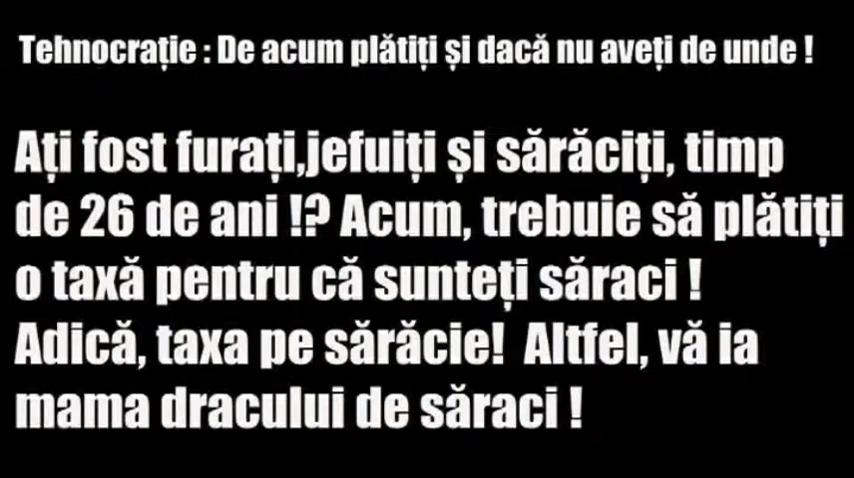 Tehnocrație : De acum plătiți și dacă nu aveți de unde !
Ați fost furați,jefuiți și sărăciți, timp
de 26 de ani !? Acum, trebuie să plătiți
o taxă pentru că sunteți săraci !
Adică, taxa pe sărăcie!  Altfel, vă ia
mama dracului de săraci !